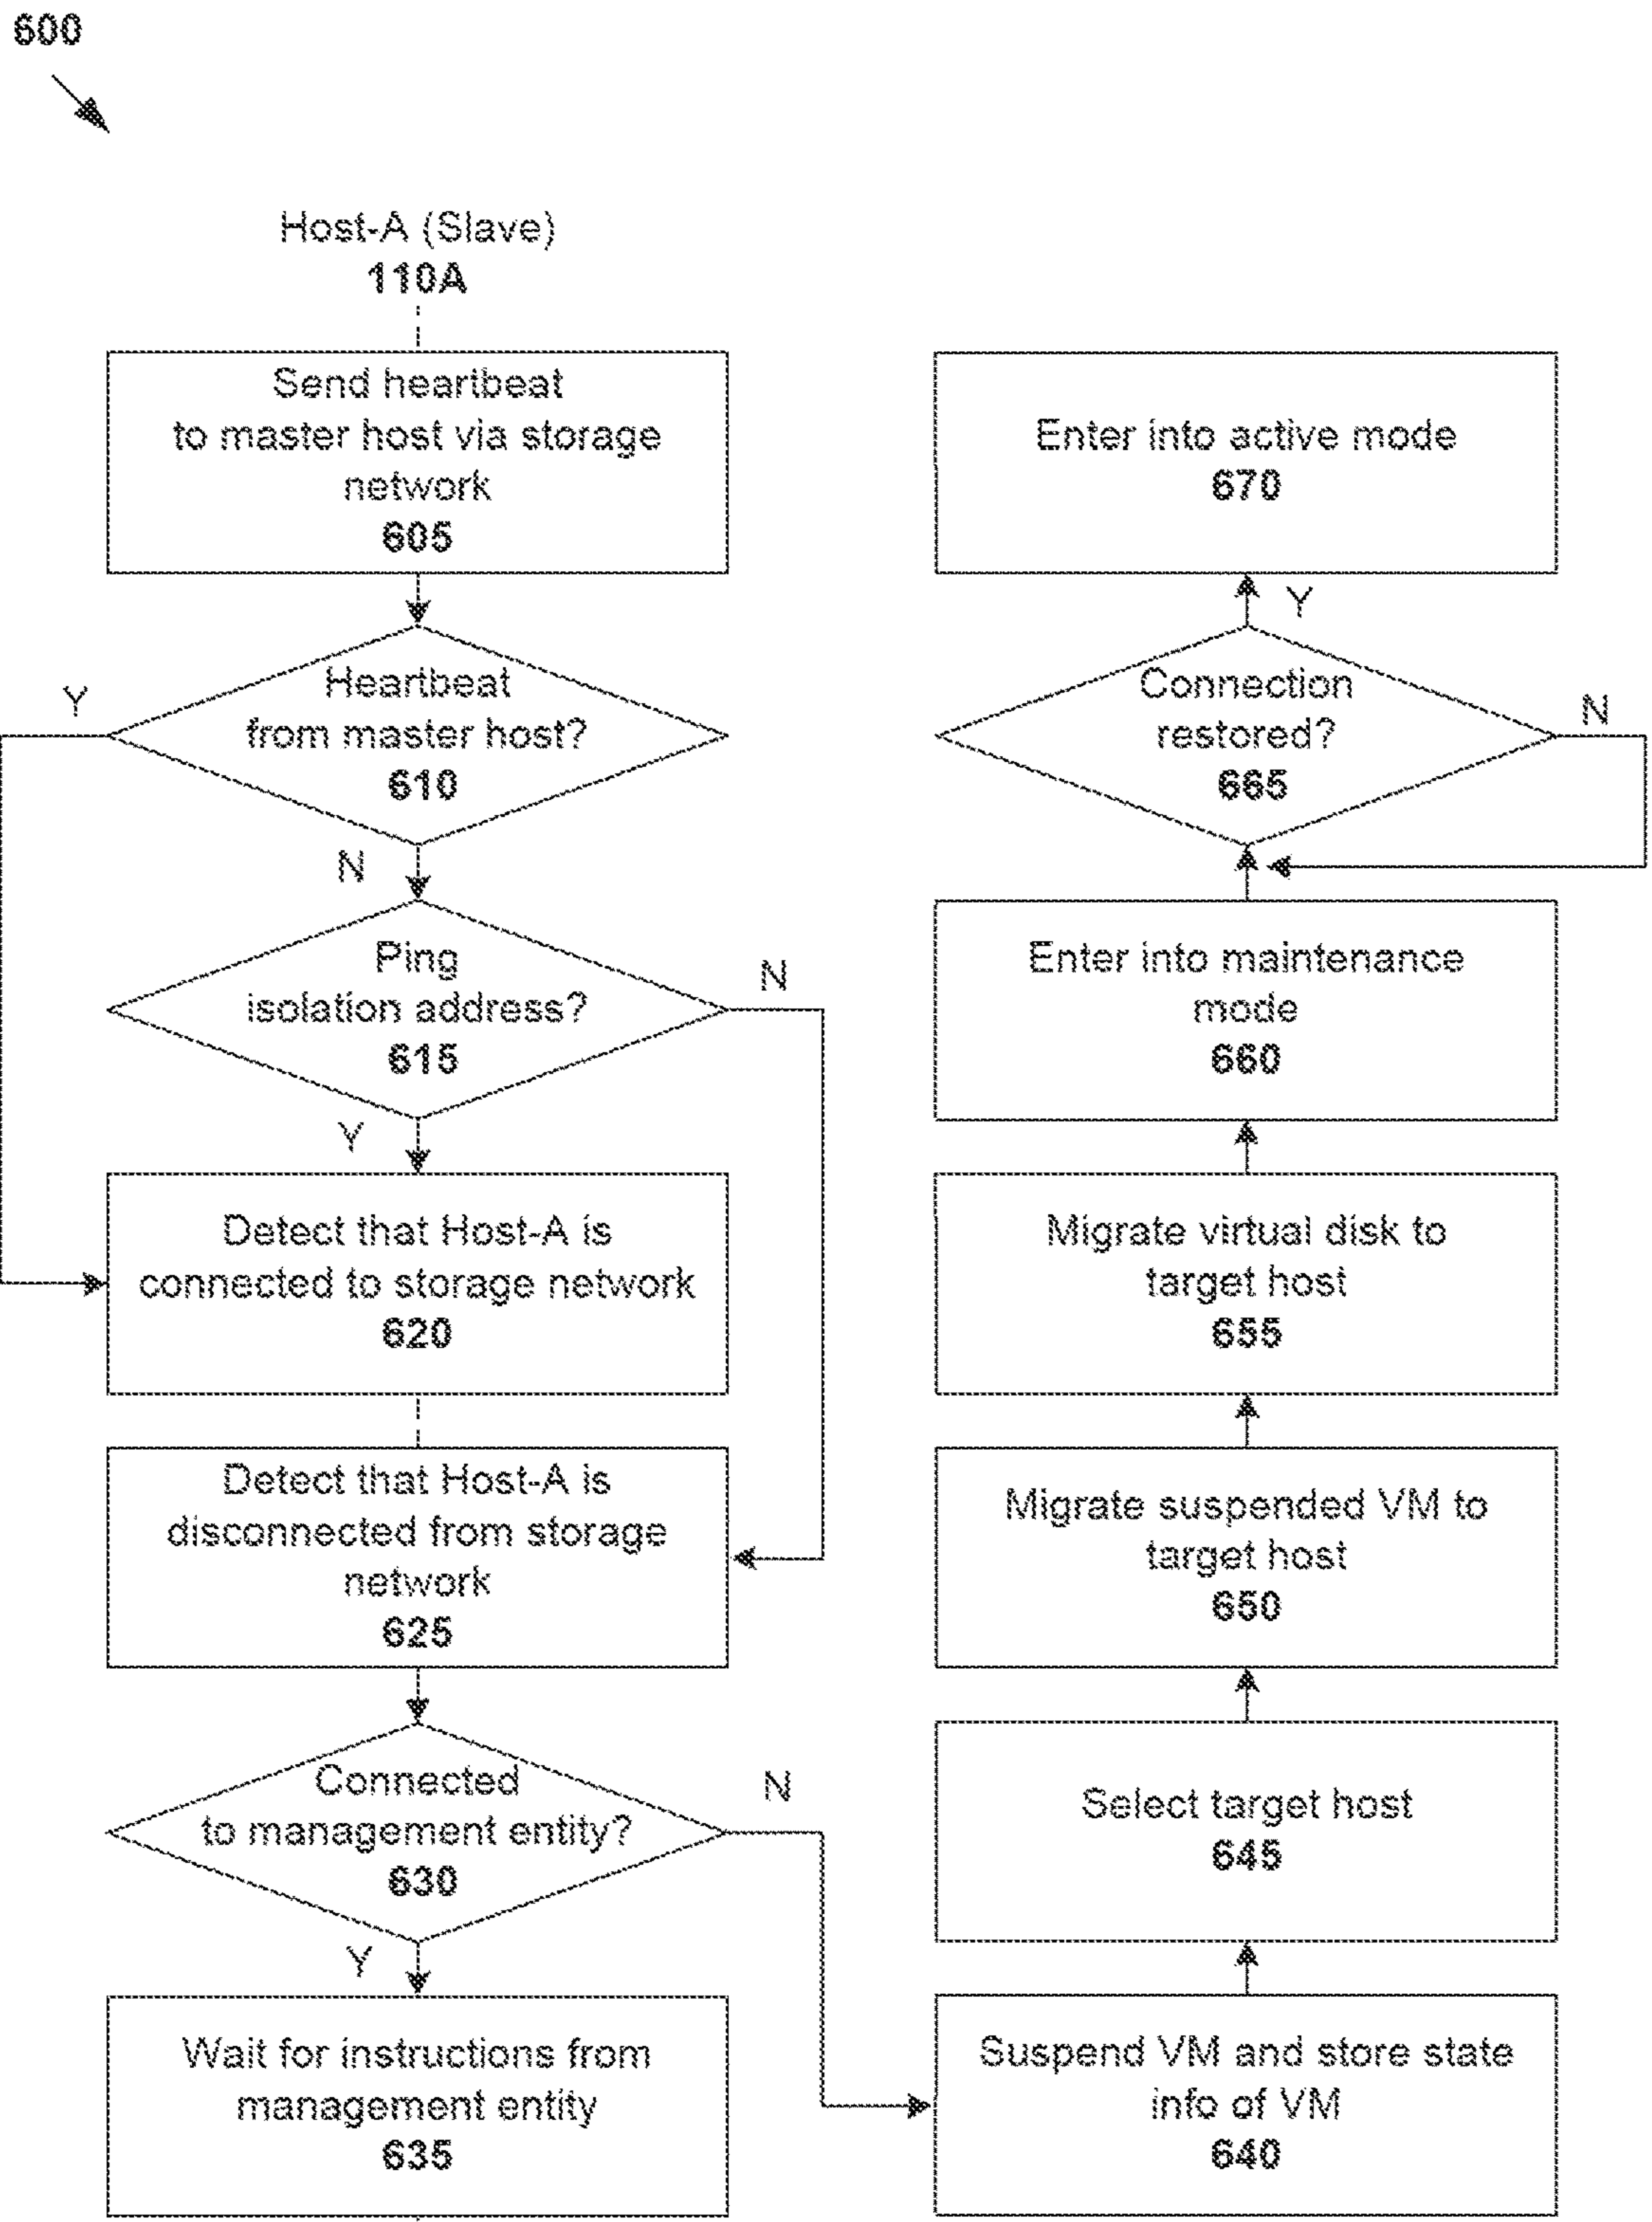 600
Host-A (Slave)
110A
Send heartbeat
to master host via storage
network
605
Heartbeat
from master host?
610
Y
N
Ping
isolation address?
615
N
Y
Detect that Host-A is
connected to storage network
620
Detect that Host-A is
disconnected from storage
network
625
Connected
to management entity?
630
N
Y
Wait for instructions from
management entity
635
Enter into active mode
670
Y
Connection
restored?
665
N
Enter into maintenance
mode
660
Migrate virtual disk to
target host
655
Migrate suspended VM to
target host
650
Select target host
645
Suspend VM and store state
info of VM
640